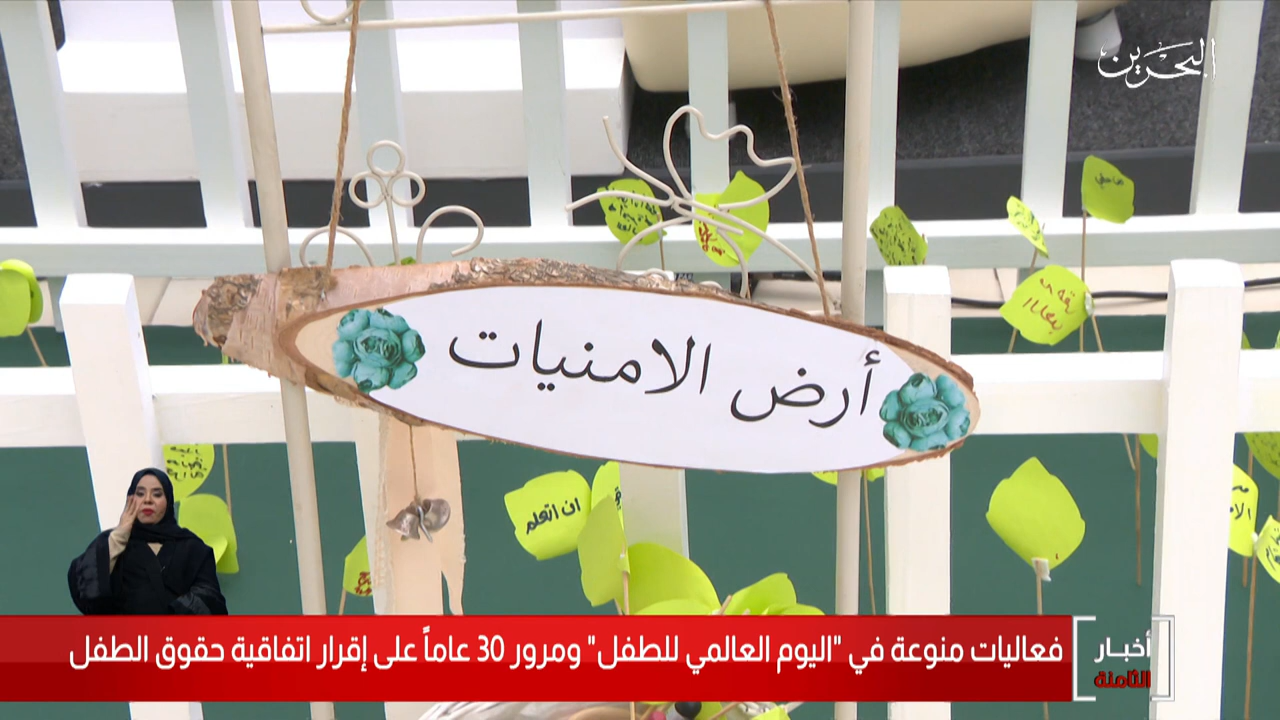 البحرين
أرض الامنيات
ان اتعلم
فعاليات منوعة في "اليوم العالمي للطفل" ومرور 30 عاماً على إقرار اتفاقية حقوق الطفل
أخبار
الثامنة